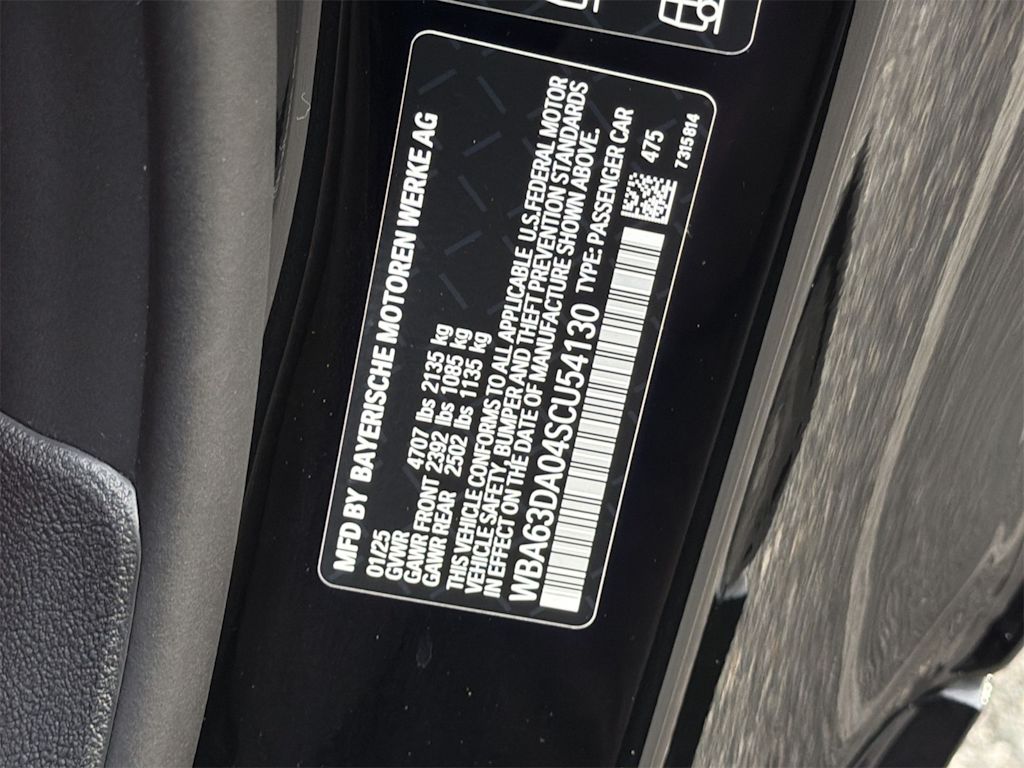 MFD BY BAYERISCHE MOTOREN WERKE AG
01/25
GVWR 4707 lbs 2135 kg
GAWR FRONT 2392 lbs 1085 kg
GAWR REAR 2502 lbs 1135 kg
THIS VEHICLE CONFORMS TO ALL APPLICABLE U.S. FEDERAL MOTOR
VEHICLE SAFETY, BUMPER AND THEFT PREVENTION STANDARDS
IN EFFECT ON THE DATE OF MANUFACTURE SHOWN ABOVE.
WBA63DA04SCU54130 TYPE: PASSENGER CAR
475
7315814